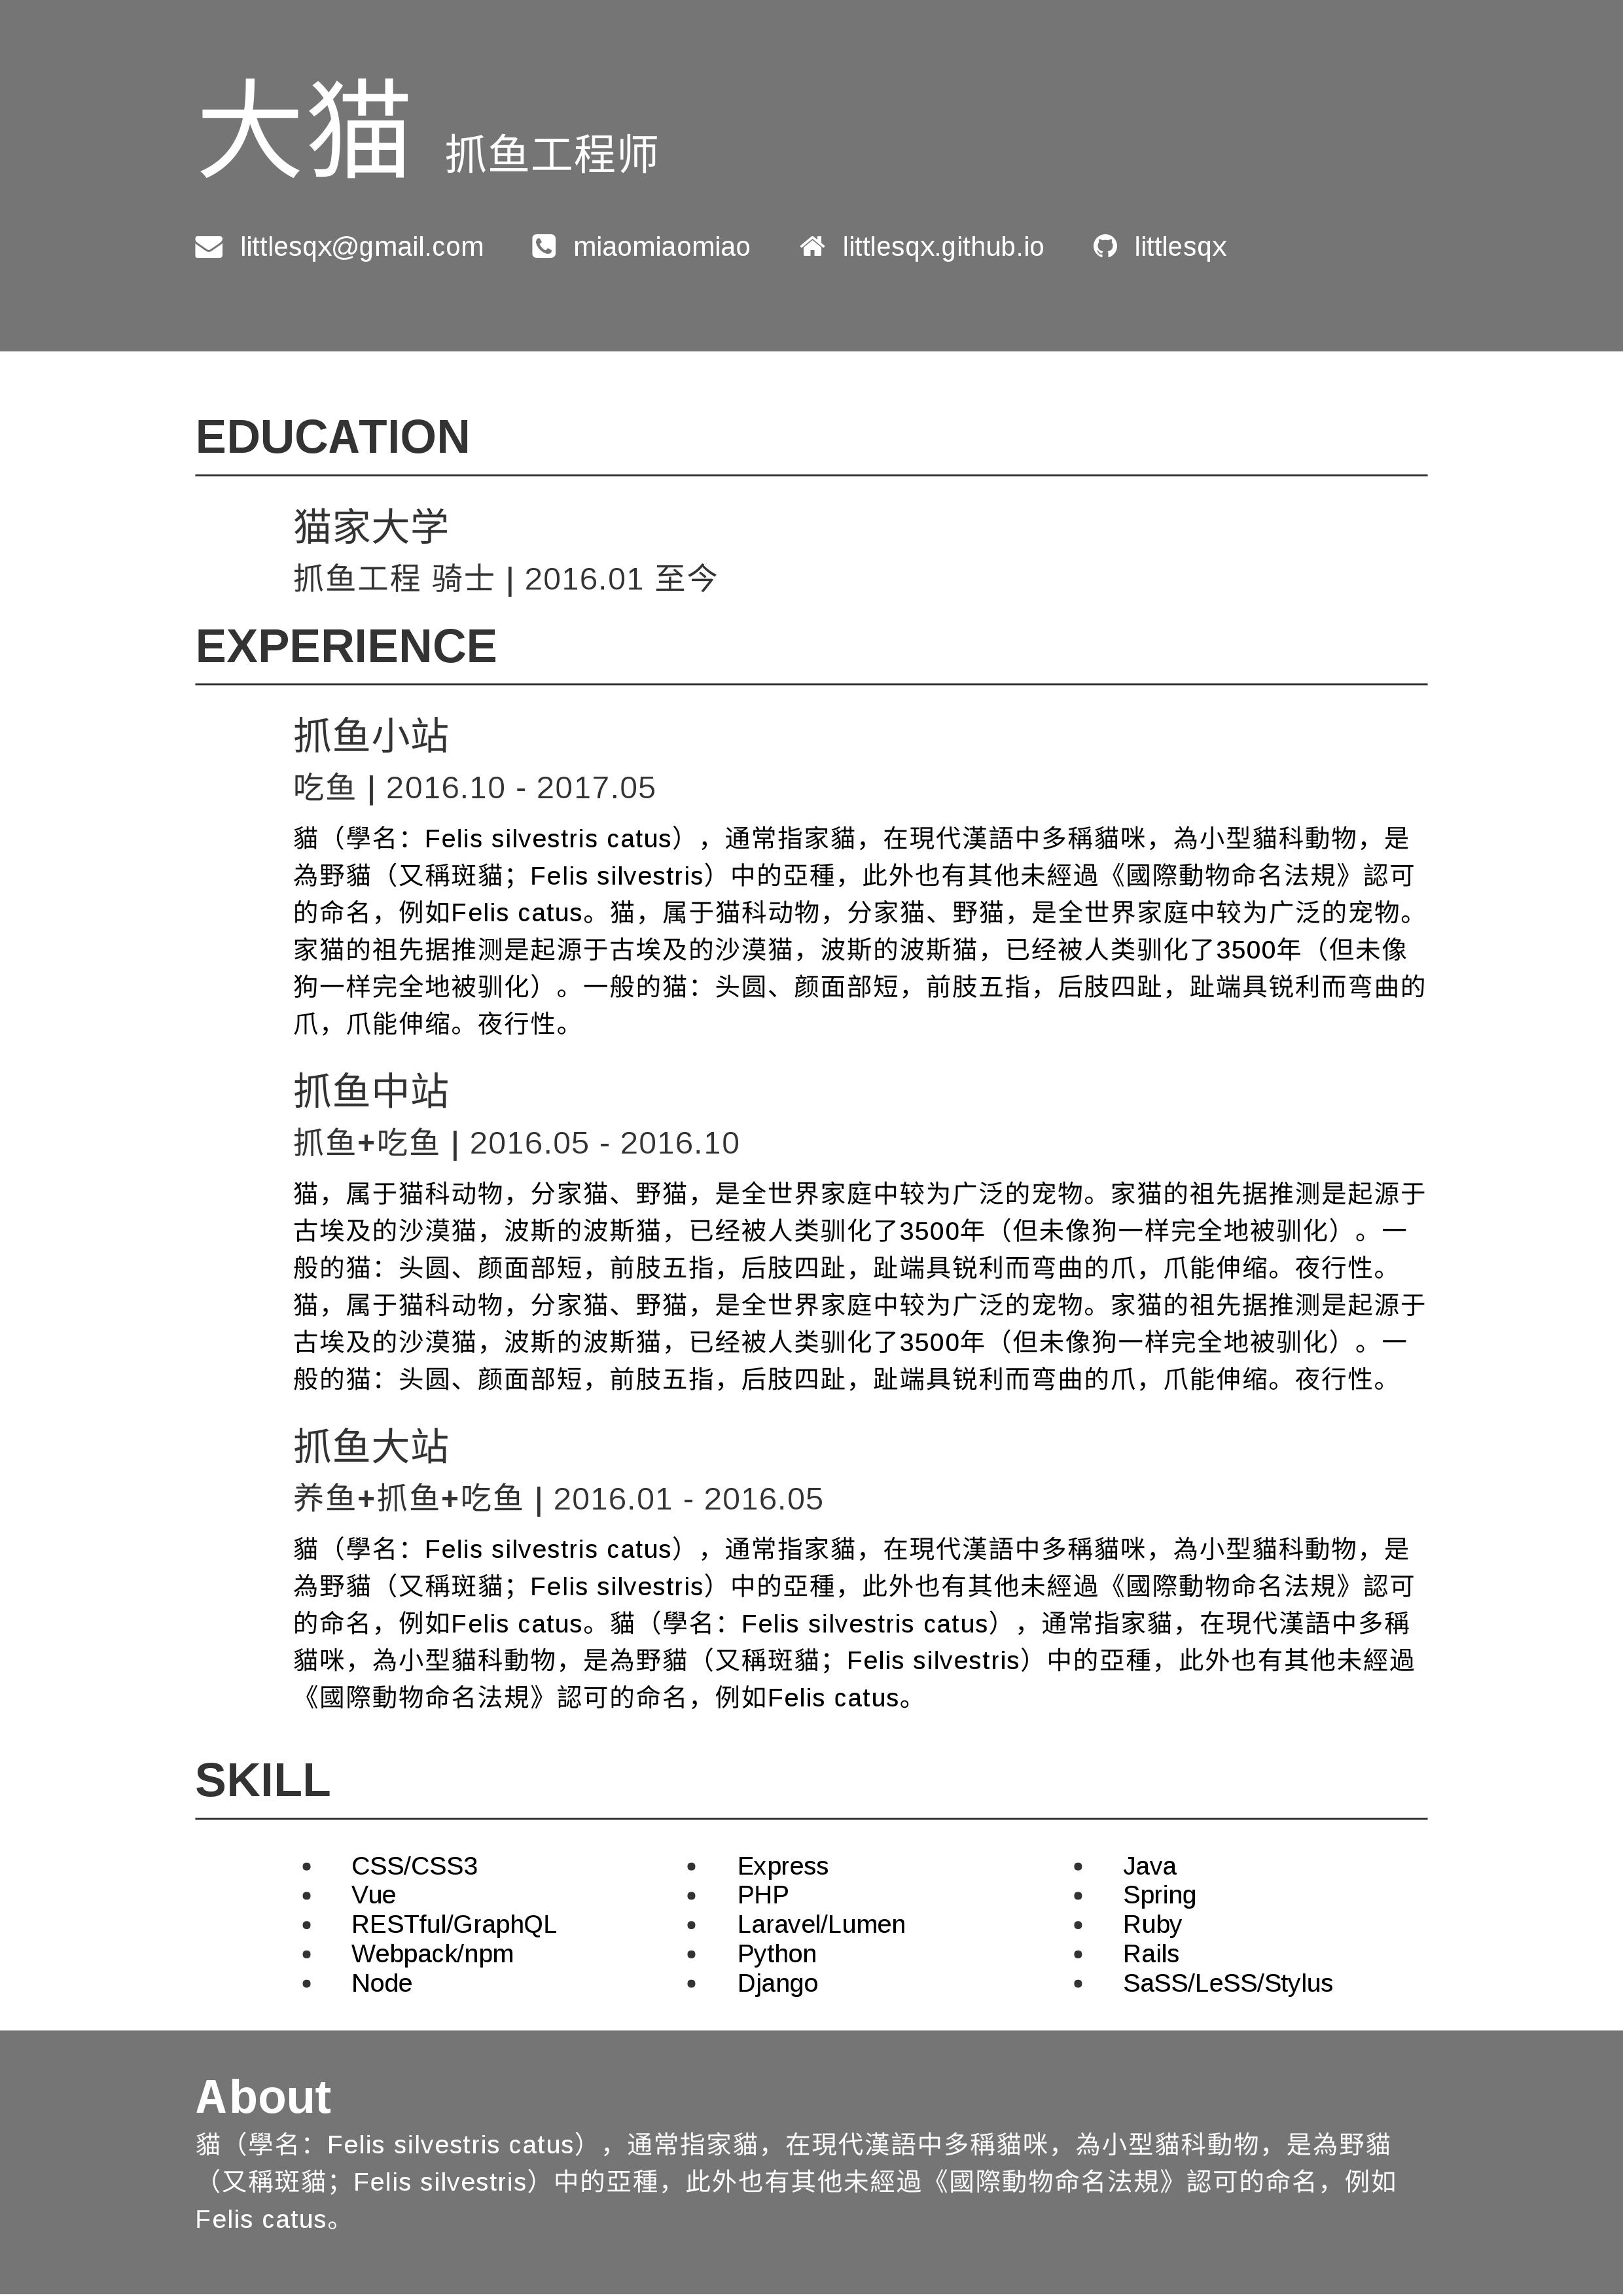 大猫 抓鱼工程师
littlesqx@gmail.com miaomiaomiao littlesqx.github.io littlesqx
EDUCATION
猫家大学
抓鱼工程 骑士 | 2016.01 至今
EXPERIENCE
抓鱼小站
吃鱼 | 2016.10 - 2017.05
貓（學名：Felis silvestris catus），通常指家貓，在現代漢語中多稱貓咪，為小型貓科動物，是
為野貓（又稱斑貓；Felis silvestris）中的亞種，此外也有其他未經過《國際動物命名法規》認可
的命名，例如Felis catus。猫，属于猫科动物，分家猫、野猫，是全世界家庭中较为广泛的宠物。
家猫的祖先据推测是起源于古埃及的沙漠猫，波斯的波斯猫，已经被人类驯化了3500年（但未像
狗一样完全地被驯化）。一般的猫：头圆、颜面部短，前肢五指，后肢四趾，趾端具锐利而弯曲的
爪，爪能伸缩。夜行性。
抓鱼中站
抓鱼+吃鱼 | 2016.05 - 2016.10
猫，属于猫科动物，分家猫、野猫，是全世界家庭中较为广泛的宠物。家猫的祖先据推测是起源于
古埃及的沙漠猫，波斯的波斯猫，已经被人类驯化了3500年（但未像狗一样完全地被驯化）。一
般的猫：头圆、颜面部短，前肢五指，后肢四趾，趾端具锐利而弯曲的爪，爪能伸缩。夜行性。
猫，属于猫科动物，分家猫、野猫，是全世界家庭中较为广泛的宠物。家猫的祖先据推测是起源于
古埃及的沙漠猫，波斯的波斯猫，已经被人类驯化了3500年（但未像狗一样完全地被驯化）。一
般的猫：头圆、颜面部短，前肢五指，后肢四趾，趾端具锐利而弯曲的爪，爪能伸缩。夜行性。
抓鱼大站
养鱼+抓鱼+吃鱼 | 2016.01 - 2016.05
貓（學名：Felis silvestris catus），通常指家貓，在現代漢語中多稱貓咪，為小型貓科動物，是
為野貓（又稱斑貓；Felis silvestris）中的亞種，此外也有其他未經過《國際動物命名法規》認可
的命名，例如Felis catus。貓（學名：Felis silvestris catus），通常指家貓，在現代漢語中多稱
貓咪，為小型貓科動物，是為野貓（又稱斑貓；Felis silvestris）中的亞種，此外也有其他未經過
《國際動物命名法規》認可的命名，例如Felis catus。
SKILL
• CSS/CSS3
• Vue
• RESTful/GraphQL
• Webpack/npm
• Node
• Express
• PHP
• Laravel/Lumen
• Python
• Django
• Java
• Spring
• Ruby
• Rails
• SaSS/LeSS/Stylus
About
貓（學名：Felis silvestris catus），通常指家貓，在現代漢語中多稱貓咪，為小型貓科動物，是為野貓
（又稱斑貓；Felis silvestris）中的亞種，此外也有其他未經過《國際動物命名法規》認可的命名，例如
Felis catus。